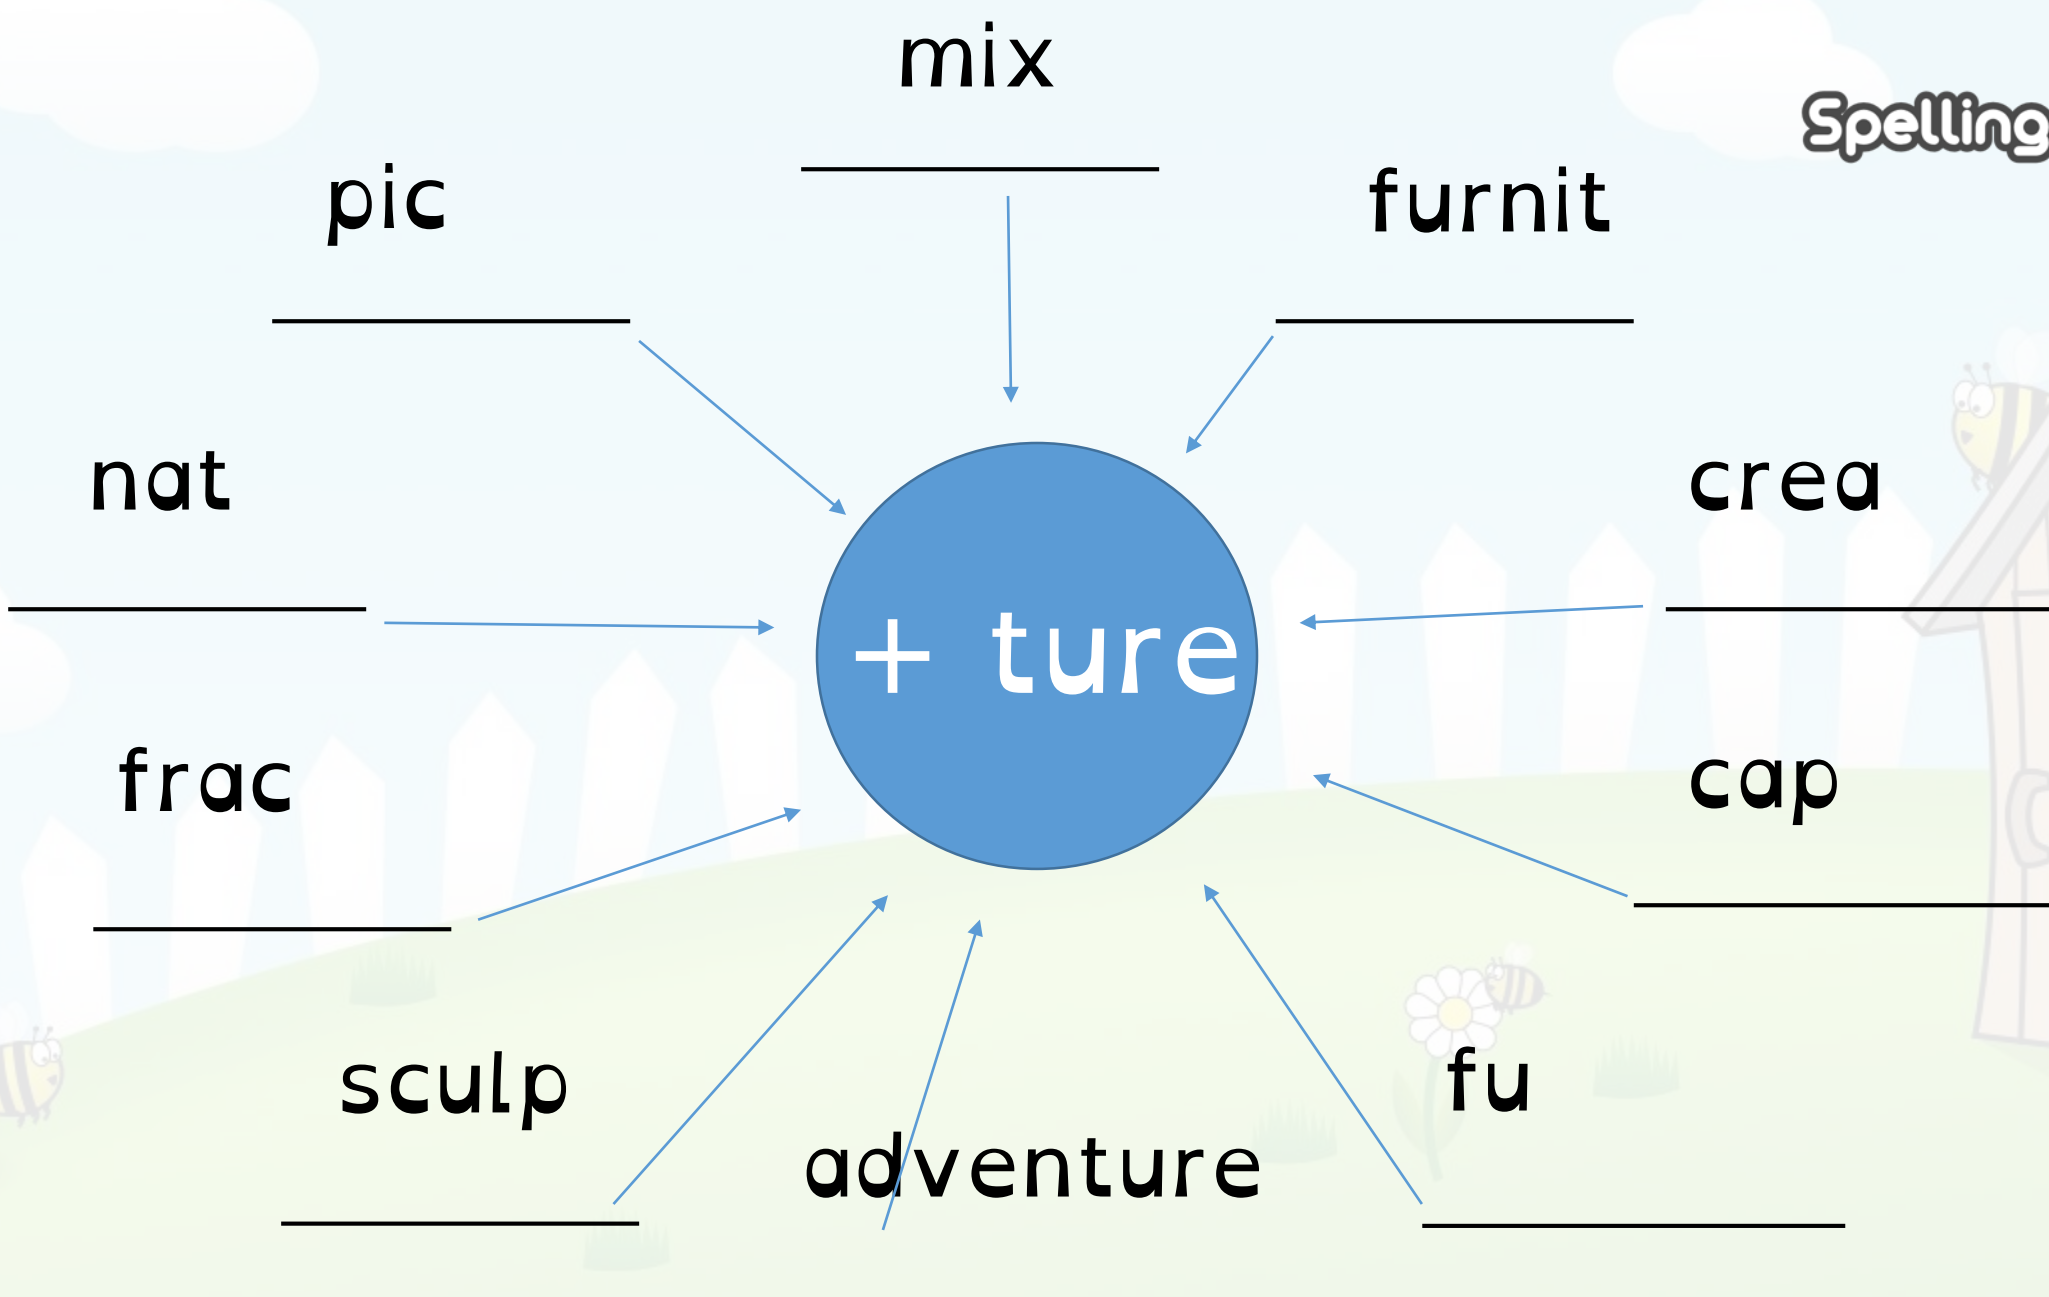 mix
Spelling
pic
furnit
nat
crea
+ ture
frac
cap
sculp
fu
adventure